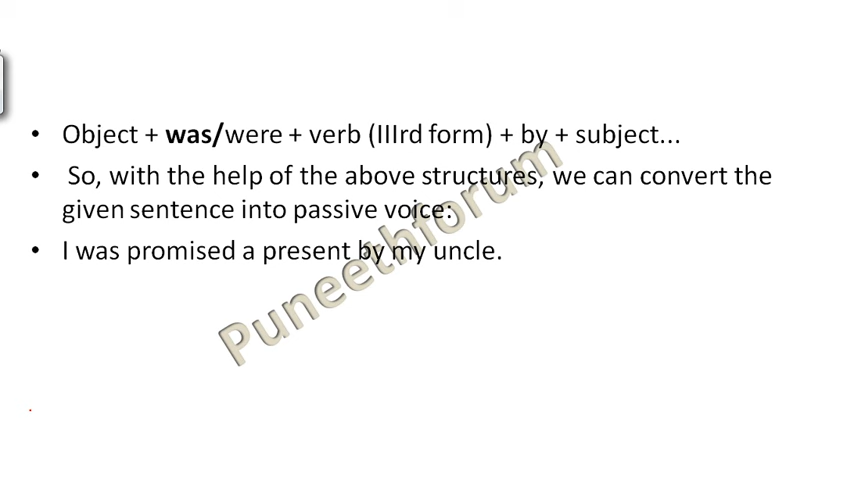 • Object + was/were + verb (IIIrd form) + by + subject...
• So, with the help of the above structures, we can convert the
given sentence into passive voice:
• I was promised a present by my uncle.
Puneethforum